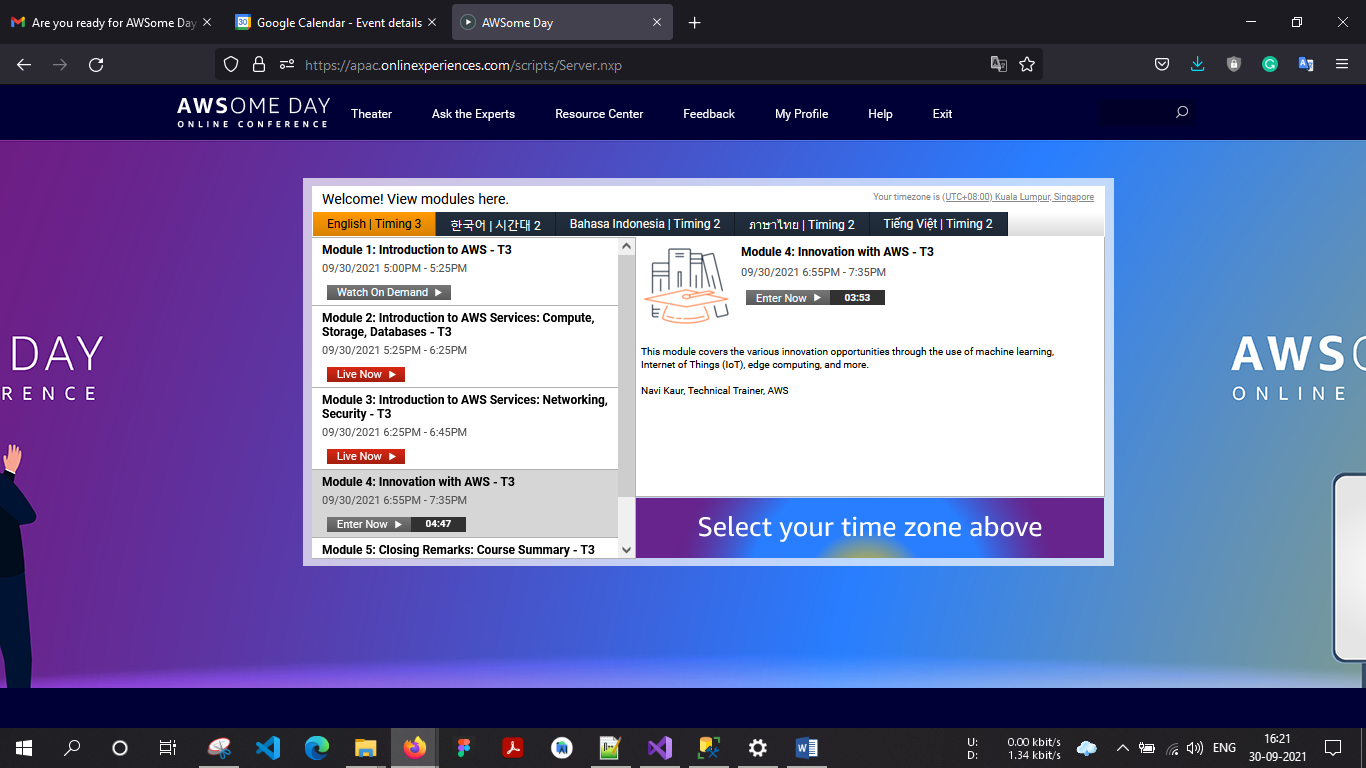 Are you ready for AWSome Day
Google Calendar - Event details
AWSome Day
https://apac.onlinexperiences.com/scripts/Server.nxp
AWSOME DAY
ONLINE CONFERENCE
Theater
Ask the Experts
Resource Center
Feedback
My Profile
Help
Exit
Welcome! View modules here.
Your timezone is (UTC+08:00) Kuala Lumpur, Singapore
English | Timing 3
한국어 | 시간대 2
Bahasa Indonesia | Timing 2
ภาษาไทย | Timing 2
Tiếng Việt | Timing 2
Module 1: Introduction to AWS - T3
09/30/2021 5:00PM - 5:25PM
Watch On Demand
Module 2: Introduction to AWS Services: Compute,
Storage, Databases - T3
09/30/2021 5:25PM - 6:25PM
Live Now
Module 3: Introduction to AWS Services: Networking,
Security - T3
09/30/2021 6:25PM - 6:45PM
Live Now
Module 4: Innovation with AWS - T3
09/30/2021 6:55PM - 7:35PM
Enter Now 04:47
Module 5: Closing Remarks: Course Summary - T3
Module 4: Innovation with AWS - T3
09/30/2021 6:55PM - 7:35PM
Enter Now 03:53
This module covers the various innovation opportunities through the use of machine learning,
Internet of Things (IoT), edge computing, and more.
Navi Kaur, Technical Trainer, AWS
Select your time zone above
DAY
ERENCE
AWS
ONLINE
U: 0.00 kbit/s
D: 1.34 kbit/s
ENG
16:21
30-09-2021